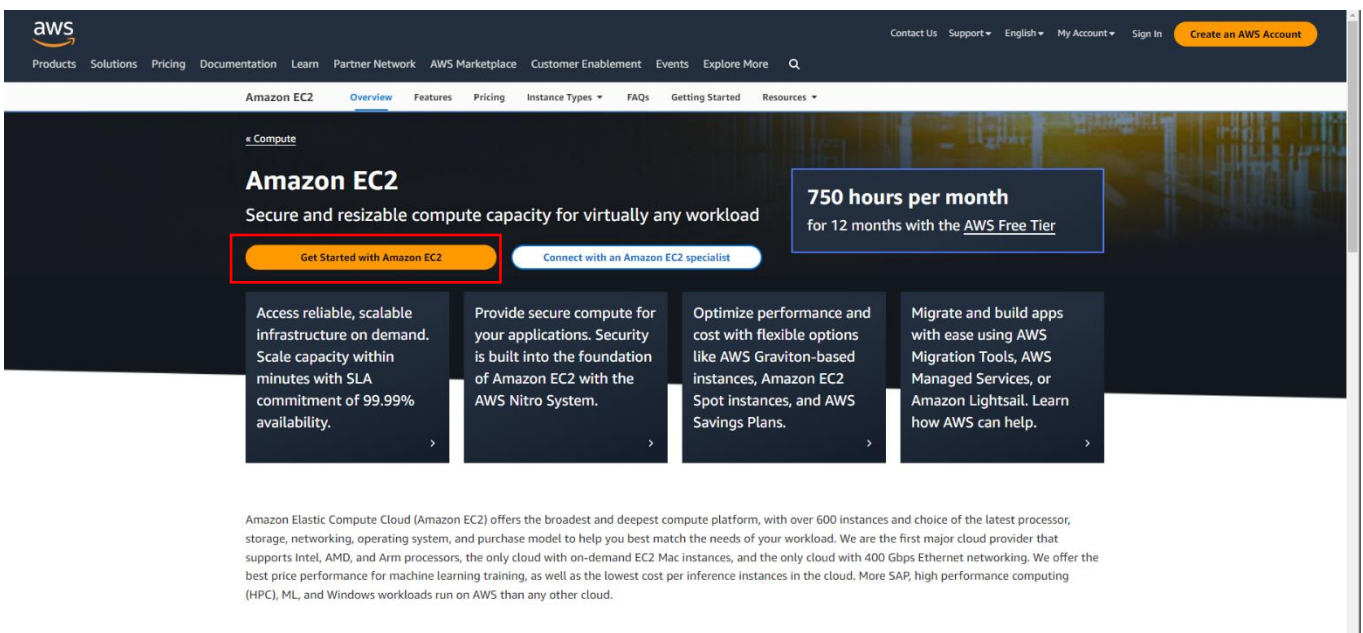 aws
Contact Us Support English My Account Sign In Create an AWS Account
Products Solutions Pricing Documentation Learn Partner Network AWS Marketplace Customer Enablement Events Explore More
Amazon EC2 Overview Features Pricing Instance Types FAQs Getting Started Resources
« Compute
Amazon EC2
Secure and resizable compute capacity for virtually any workload
Get Started with Amazon EC2 Connect with an Amazon EC2 specialist
750 hours per month
for 12 months with the AWS Free Tier
Access reliable, scalable
infrastructure on demand.
Scale capacity within
minutes with SLA
commitment of 99.99%
availability.
Provide secure compute for
your applications. Security
is built into the foundation
of Amazon EC2 with the
AWS Nitro System.
Optimize performance and
cost with flexible options
like AWS Graviton-based
instances, Amazon EC2
Spot instances, and AWS
Savings Plans.
Migrate and build apps
with ease using AWS
Migration Tools, AWS
Managed Services, or
Amazon Lightsail. Learn
how AWS can help.
Amazon Elastic Compute Cloud (Amazon EC2) offers the broadest and deepest compute platform, with over 600 instances and choice of the latest processor,
storage, networking, operating system, and purchase model to help you best match the needs of your workload. We are the first major cloud provider that
supports Intel, AMD, and Arm processors, the only cloud with on-demand EC2 Mac instances, and the only cloud with 400 Gbps Ethernet networking. We offer the
best price performance for machine learning training, as well as the lowest cost per inference instances in the cloud. More SAP, high performance computing
(HPC), ML, and Windows workloads run on AWS than any other cloud.